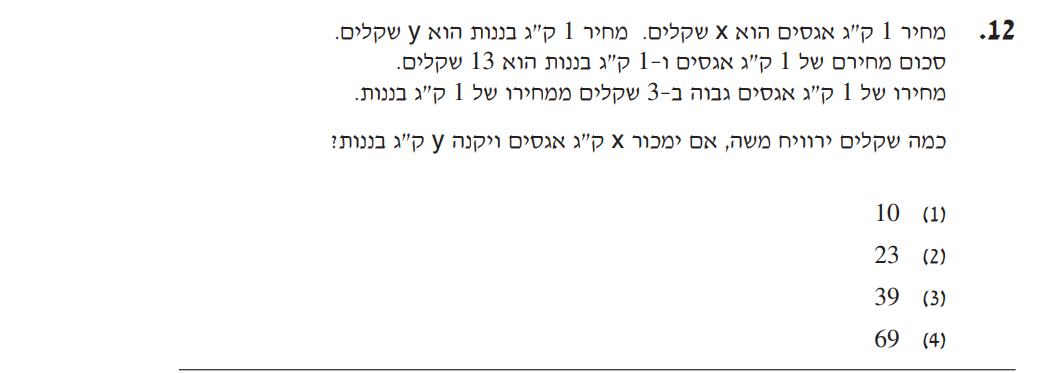 12. מחיר 1 ק"ג אגסים הוא x שקלים. מחיר 1 ק"ג בננות הוא y שקלים.
סכום מחירם של 1 ק"ג אגסים ו-1 ק"ג בננות הוא 13 שקלים.
מחירו של 1 ק"ג אגסים גבוה ב-3 שקלים ממחירו של 1 ק"ג בננות.
כמה שקלים ירוויח משה, אם ימכור x ק"ג אגסים ויקנה y ק"ג בננות?
(1) 10
(2) 23
(3) 39
(4) 69